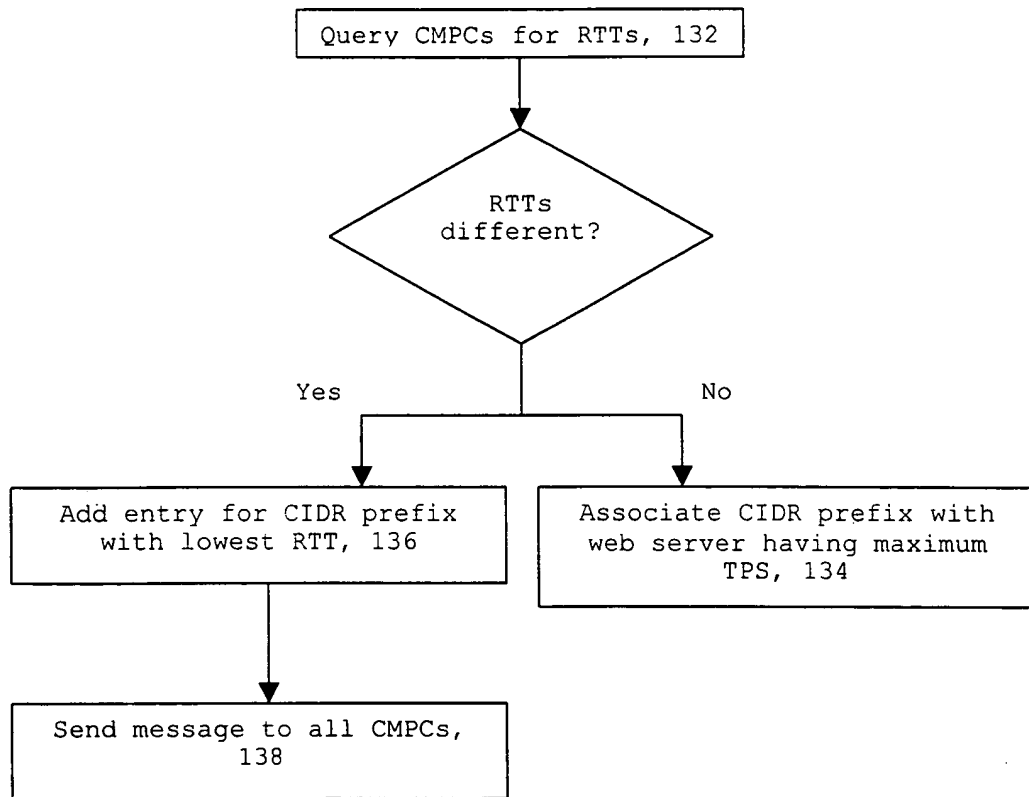 Query CMPCs for RTTs, 132
RTTs
different?
Yes
No
Add entry for CIDR prefix
with lowest RTT, 136
Associate CIDR prefix with
web server having maximum
TPS, 134
Send message to all CMPCs,
138